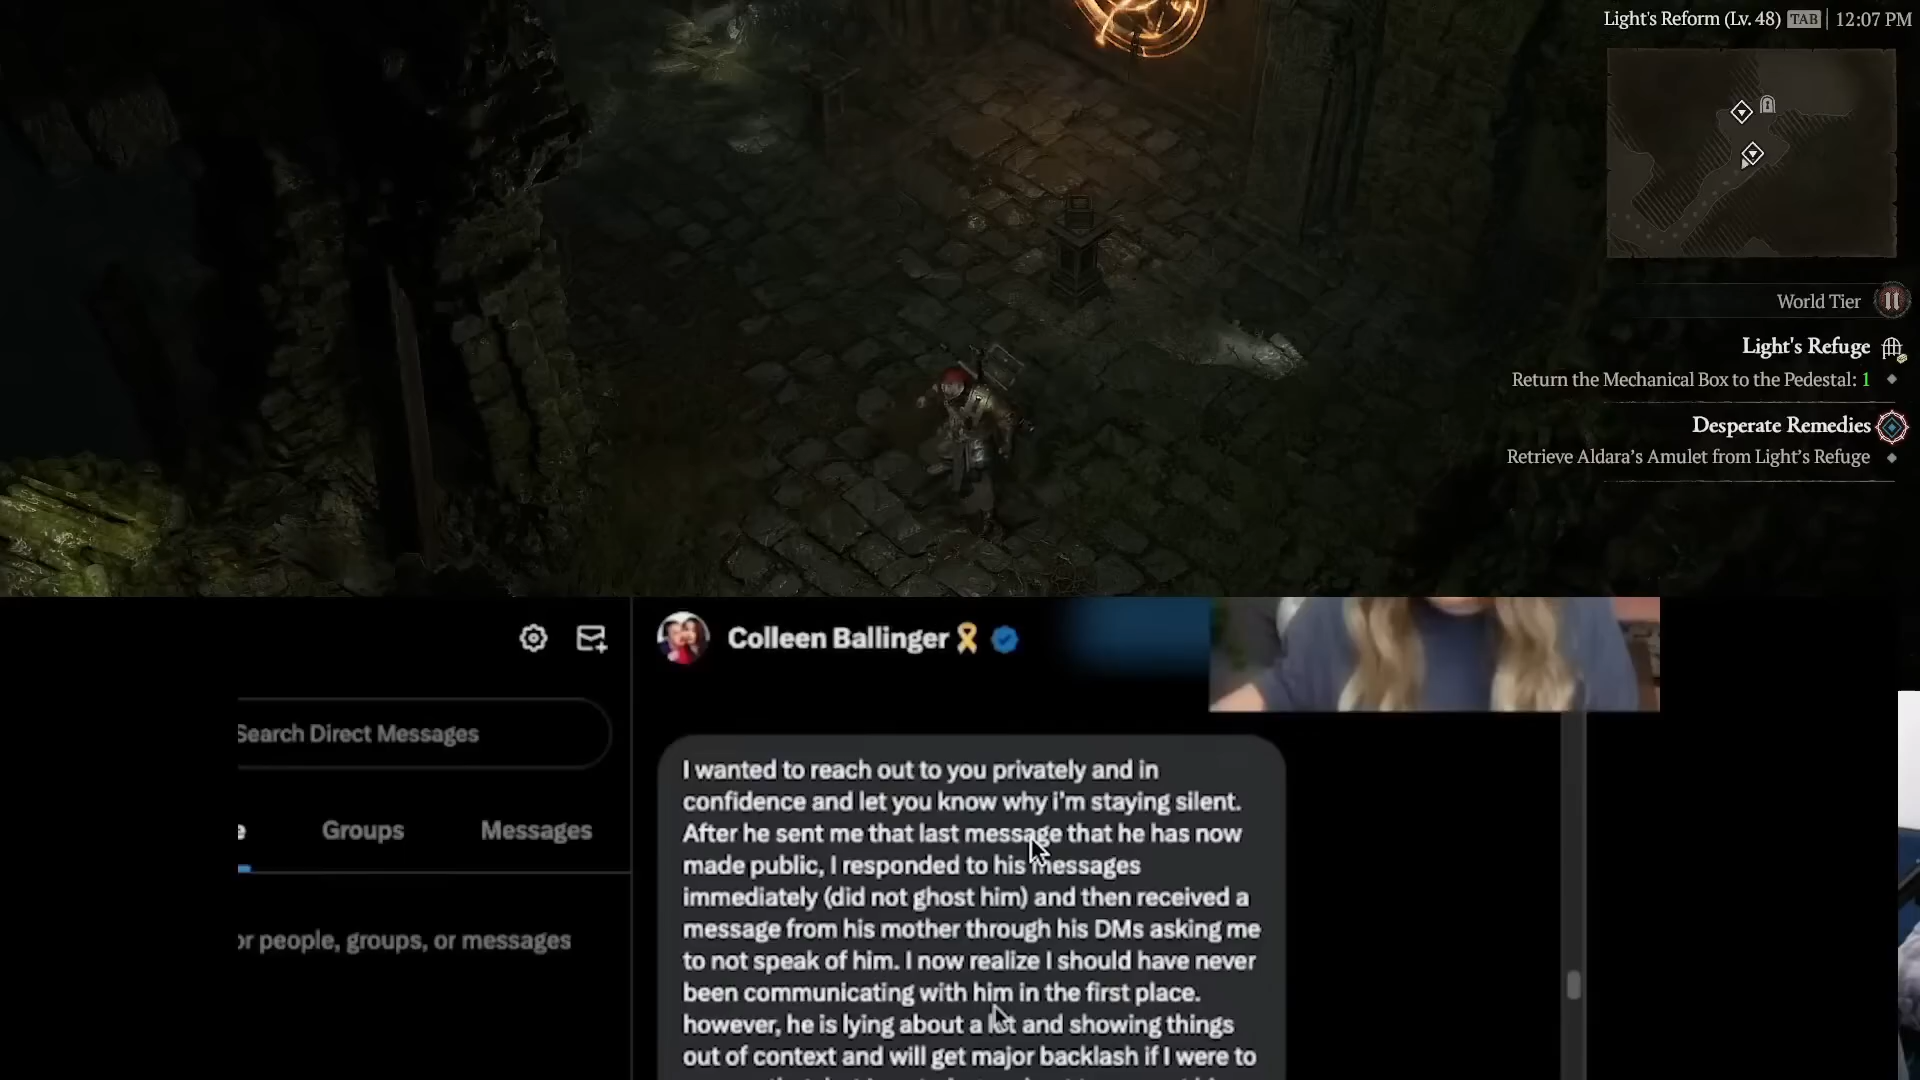 Light's Reform (Lv. 48) TAB 12:07 PM
World Tier II
Light's Refuge
Return the Mechanical Box to the Pedestal: 1
Desperate Remedies
Retrieve Aldara's Amulet from Light's Refuge
Colleen Ballinger
Search Direct Messages
Groups Messages
or people, groups, or messages
I wanted to reach out to you privately and in
confidence and let you know why i'm staying silent.
After he sent me that last message that he has now
made public, I responded to his messages
immediately (did not ghost him) and then received a
message from his mother through his DMs asking me
to not speak of him. I now realize I should have never
been communicating with him in the first place.
however, he is lying about a lot and showing things
out of context and will get major backlash if I were to